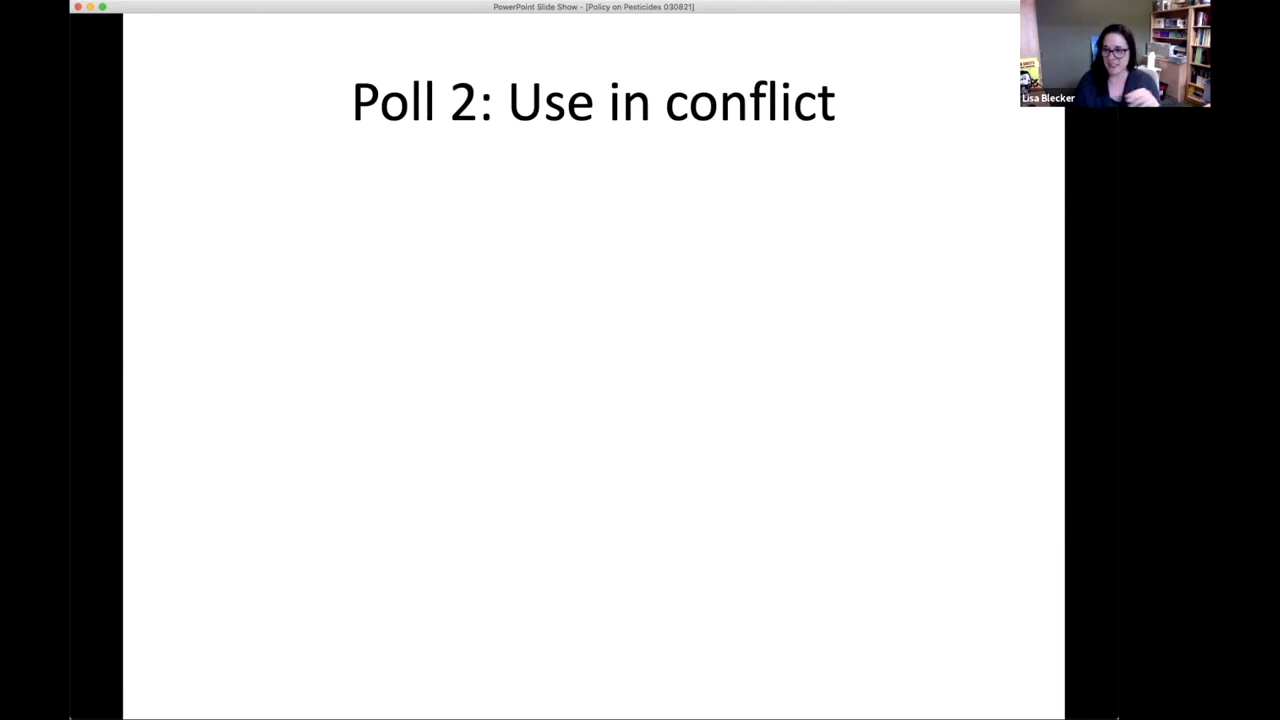 PowerPoint Slide Show - [Policy on Pesticides 030821]
Poll 2: Use in conflict
Lisa Blecker